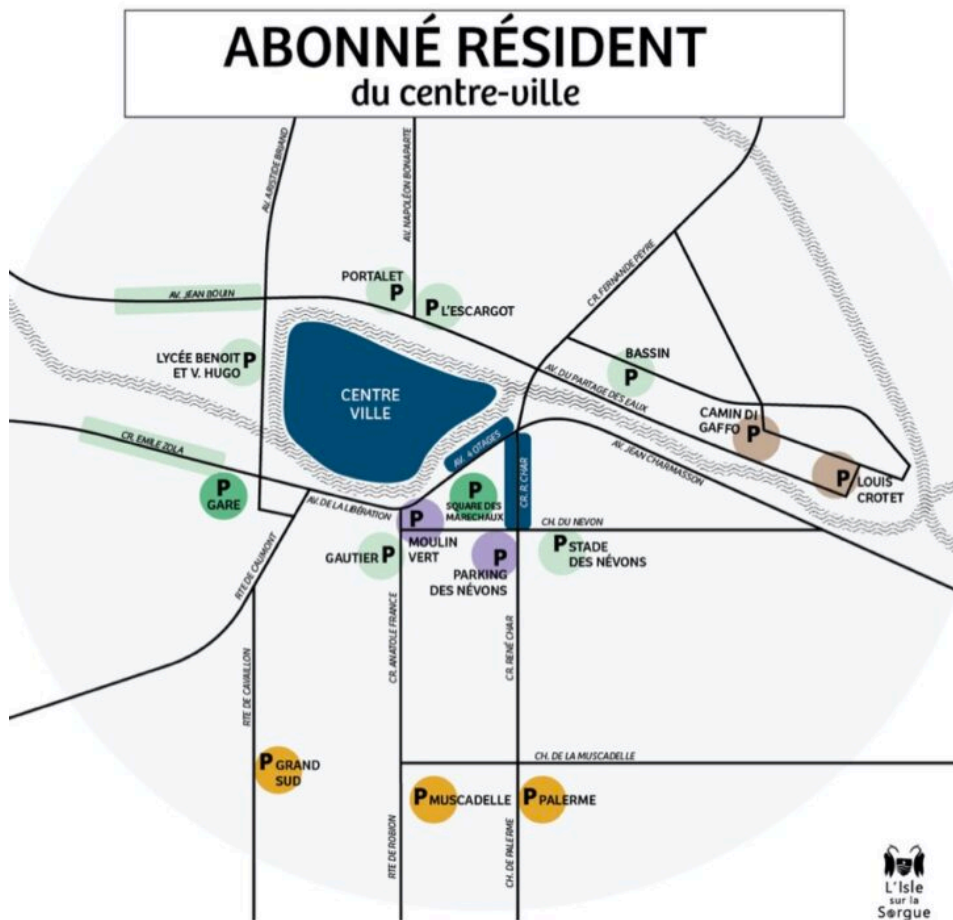 ABONNÉ RÉSIDENT
du centre-ville
AV. ARISTIDE BRIAND
AV. NAPOLÉON BONAPARTE
CR. FERNANDE PEYRE
AV. JEAN BOUIN
PORTALET
P
P L'ESCARGOT
LYCÉE BENOIT
ET V. HUGO
P
CENTRE
VILLE
BASSIN
P
AV. DU PARTAGE DES EAUX
CAMIN DI
GAFFO
P
P LOUIS
CROTET
CR. EMILE ZOLA
AV. 4 OTAGES
CR. R. CHAR
AV. JEAN CHARMASSON
P
GARE
AV. DE LA LIBÉRATION
P
SQUARE DES
MARECHAUX
P
MOULIN
VERT
CH. DU NEVON
GAUTIER P
P
PARKING
DES NÉVONS
P STADE
DES NÉVONS
RTE DE CAUMONT
RTE DE CAVAILLON
CR. ANATOLE FRANCE
CR. RENÉ CHAR
CH. DE LA MUSCADELLE
P GRAND
SUD
P MUSCADELLE
P PALERME
RTE DE ROBION
CH. DE PALERME
L'Isle
sur la
Sorgue